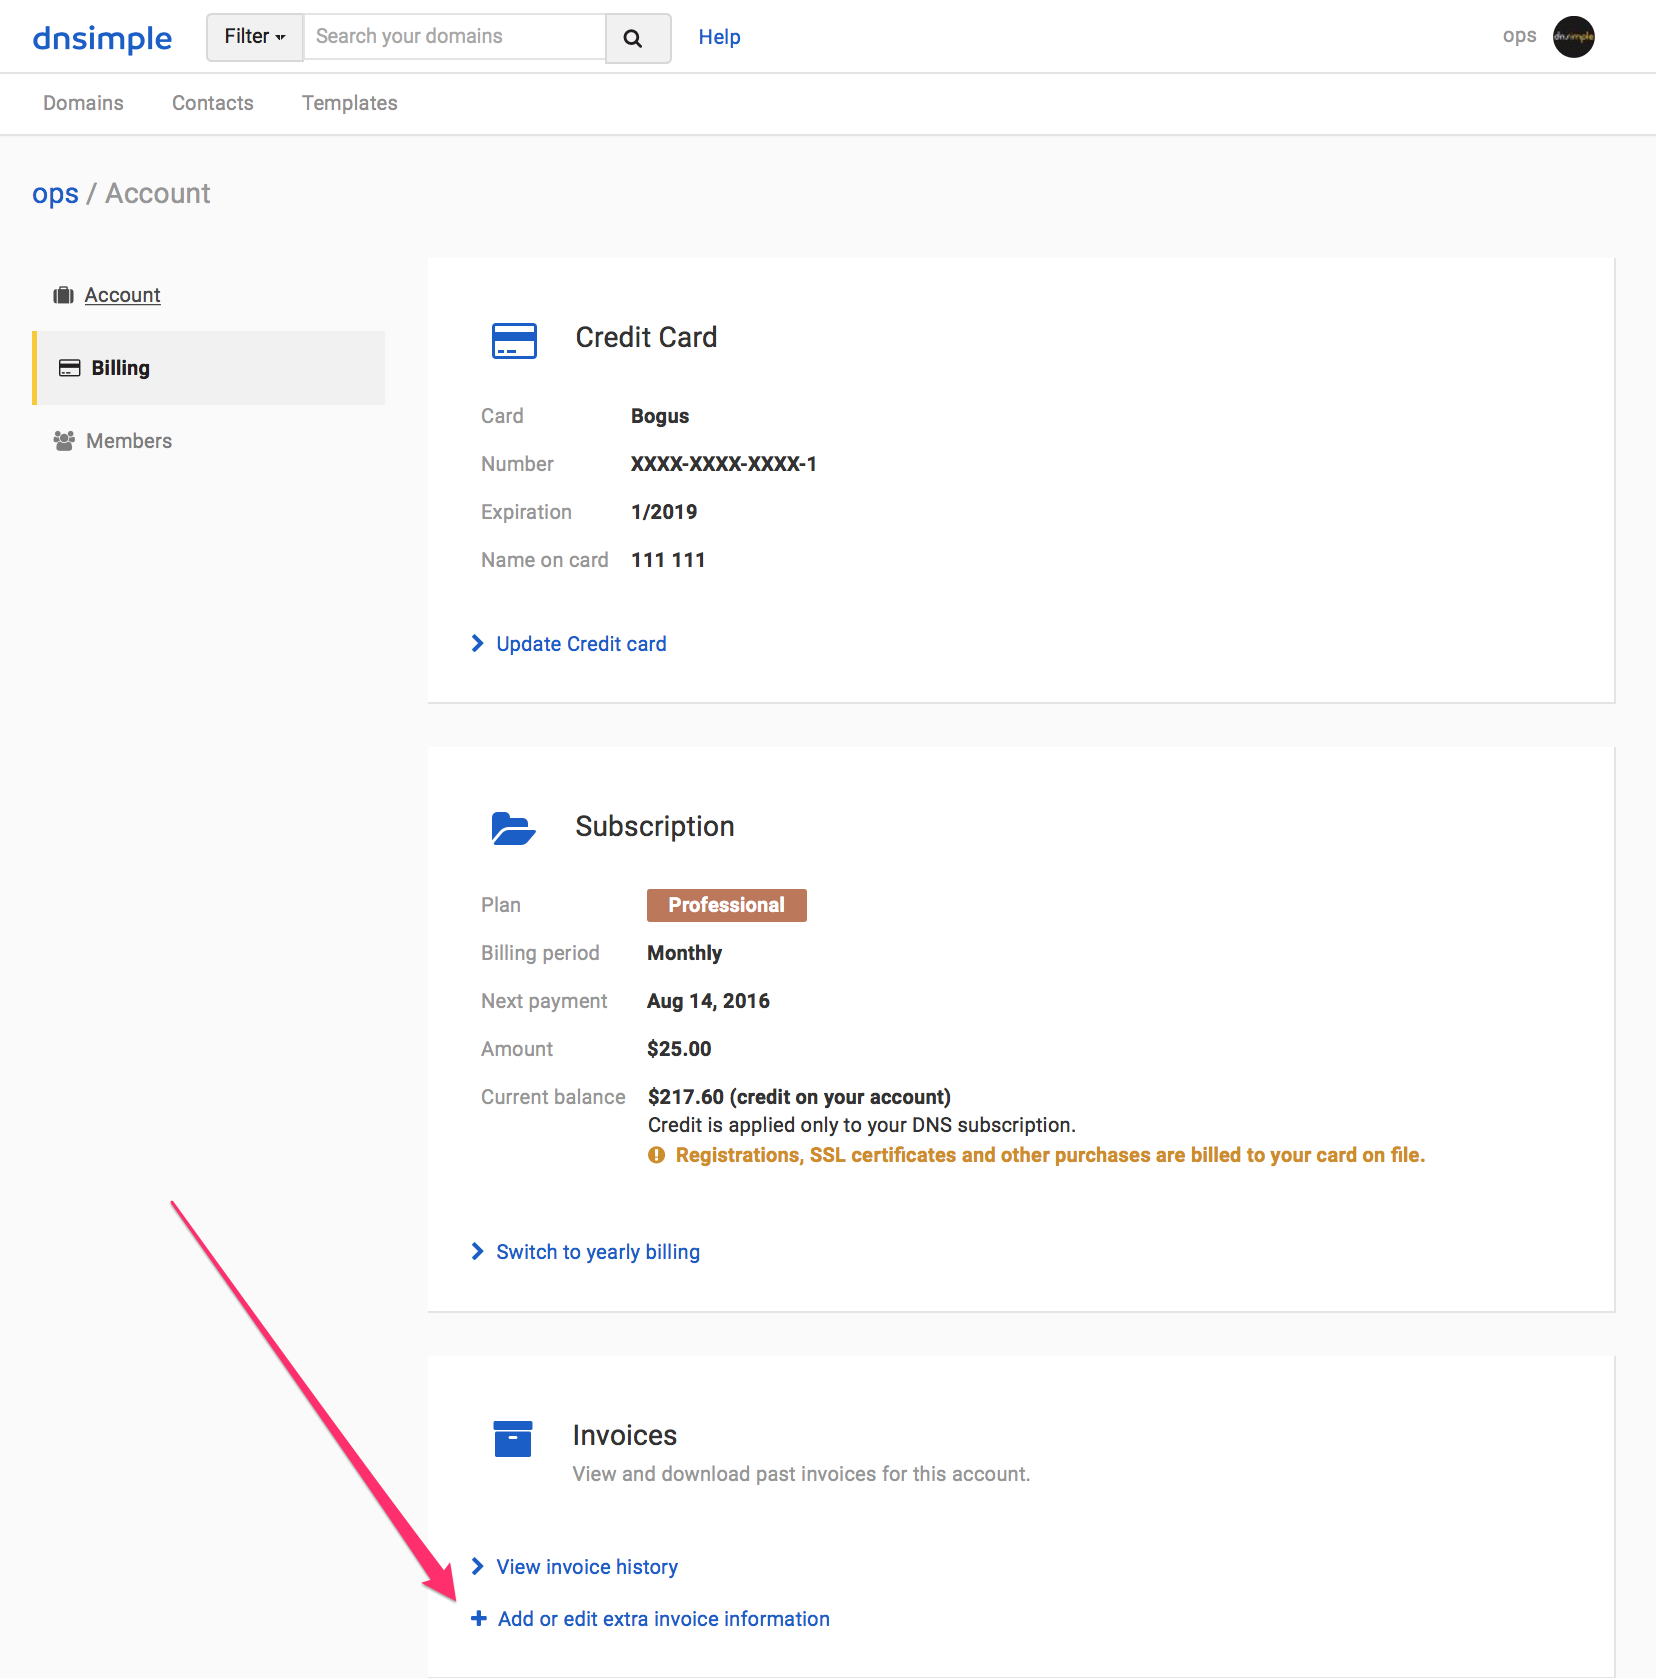 dnsimple Filter Search your domains Help ops dnsimple
Domains Contacts Templates
ops / Account
Account
Billing
Members
Credit Card
Card Bogus
Number XXXX-XXXX-XXXX-1
Expiration 1/2019
Name on card 111 111
Update Credit card
Subscription
Plan Professional
Billing period Monthly
Next payment Aug 14, 2016
Amount $25.00
Current balance $217.60 (credit on your account)
Credit is applied only to your DNS subscription.
Registrations, SSL certificates and other purchases are billed to your card on file.
Switch to yearly billing
Invoices
View and download past invoices for this account.
View invoice history
Add or edit extra invoice information